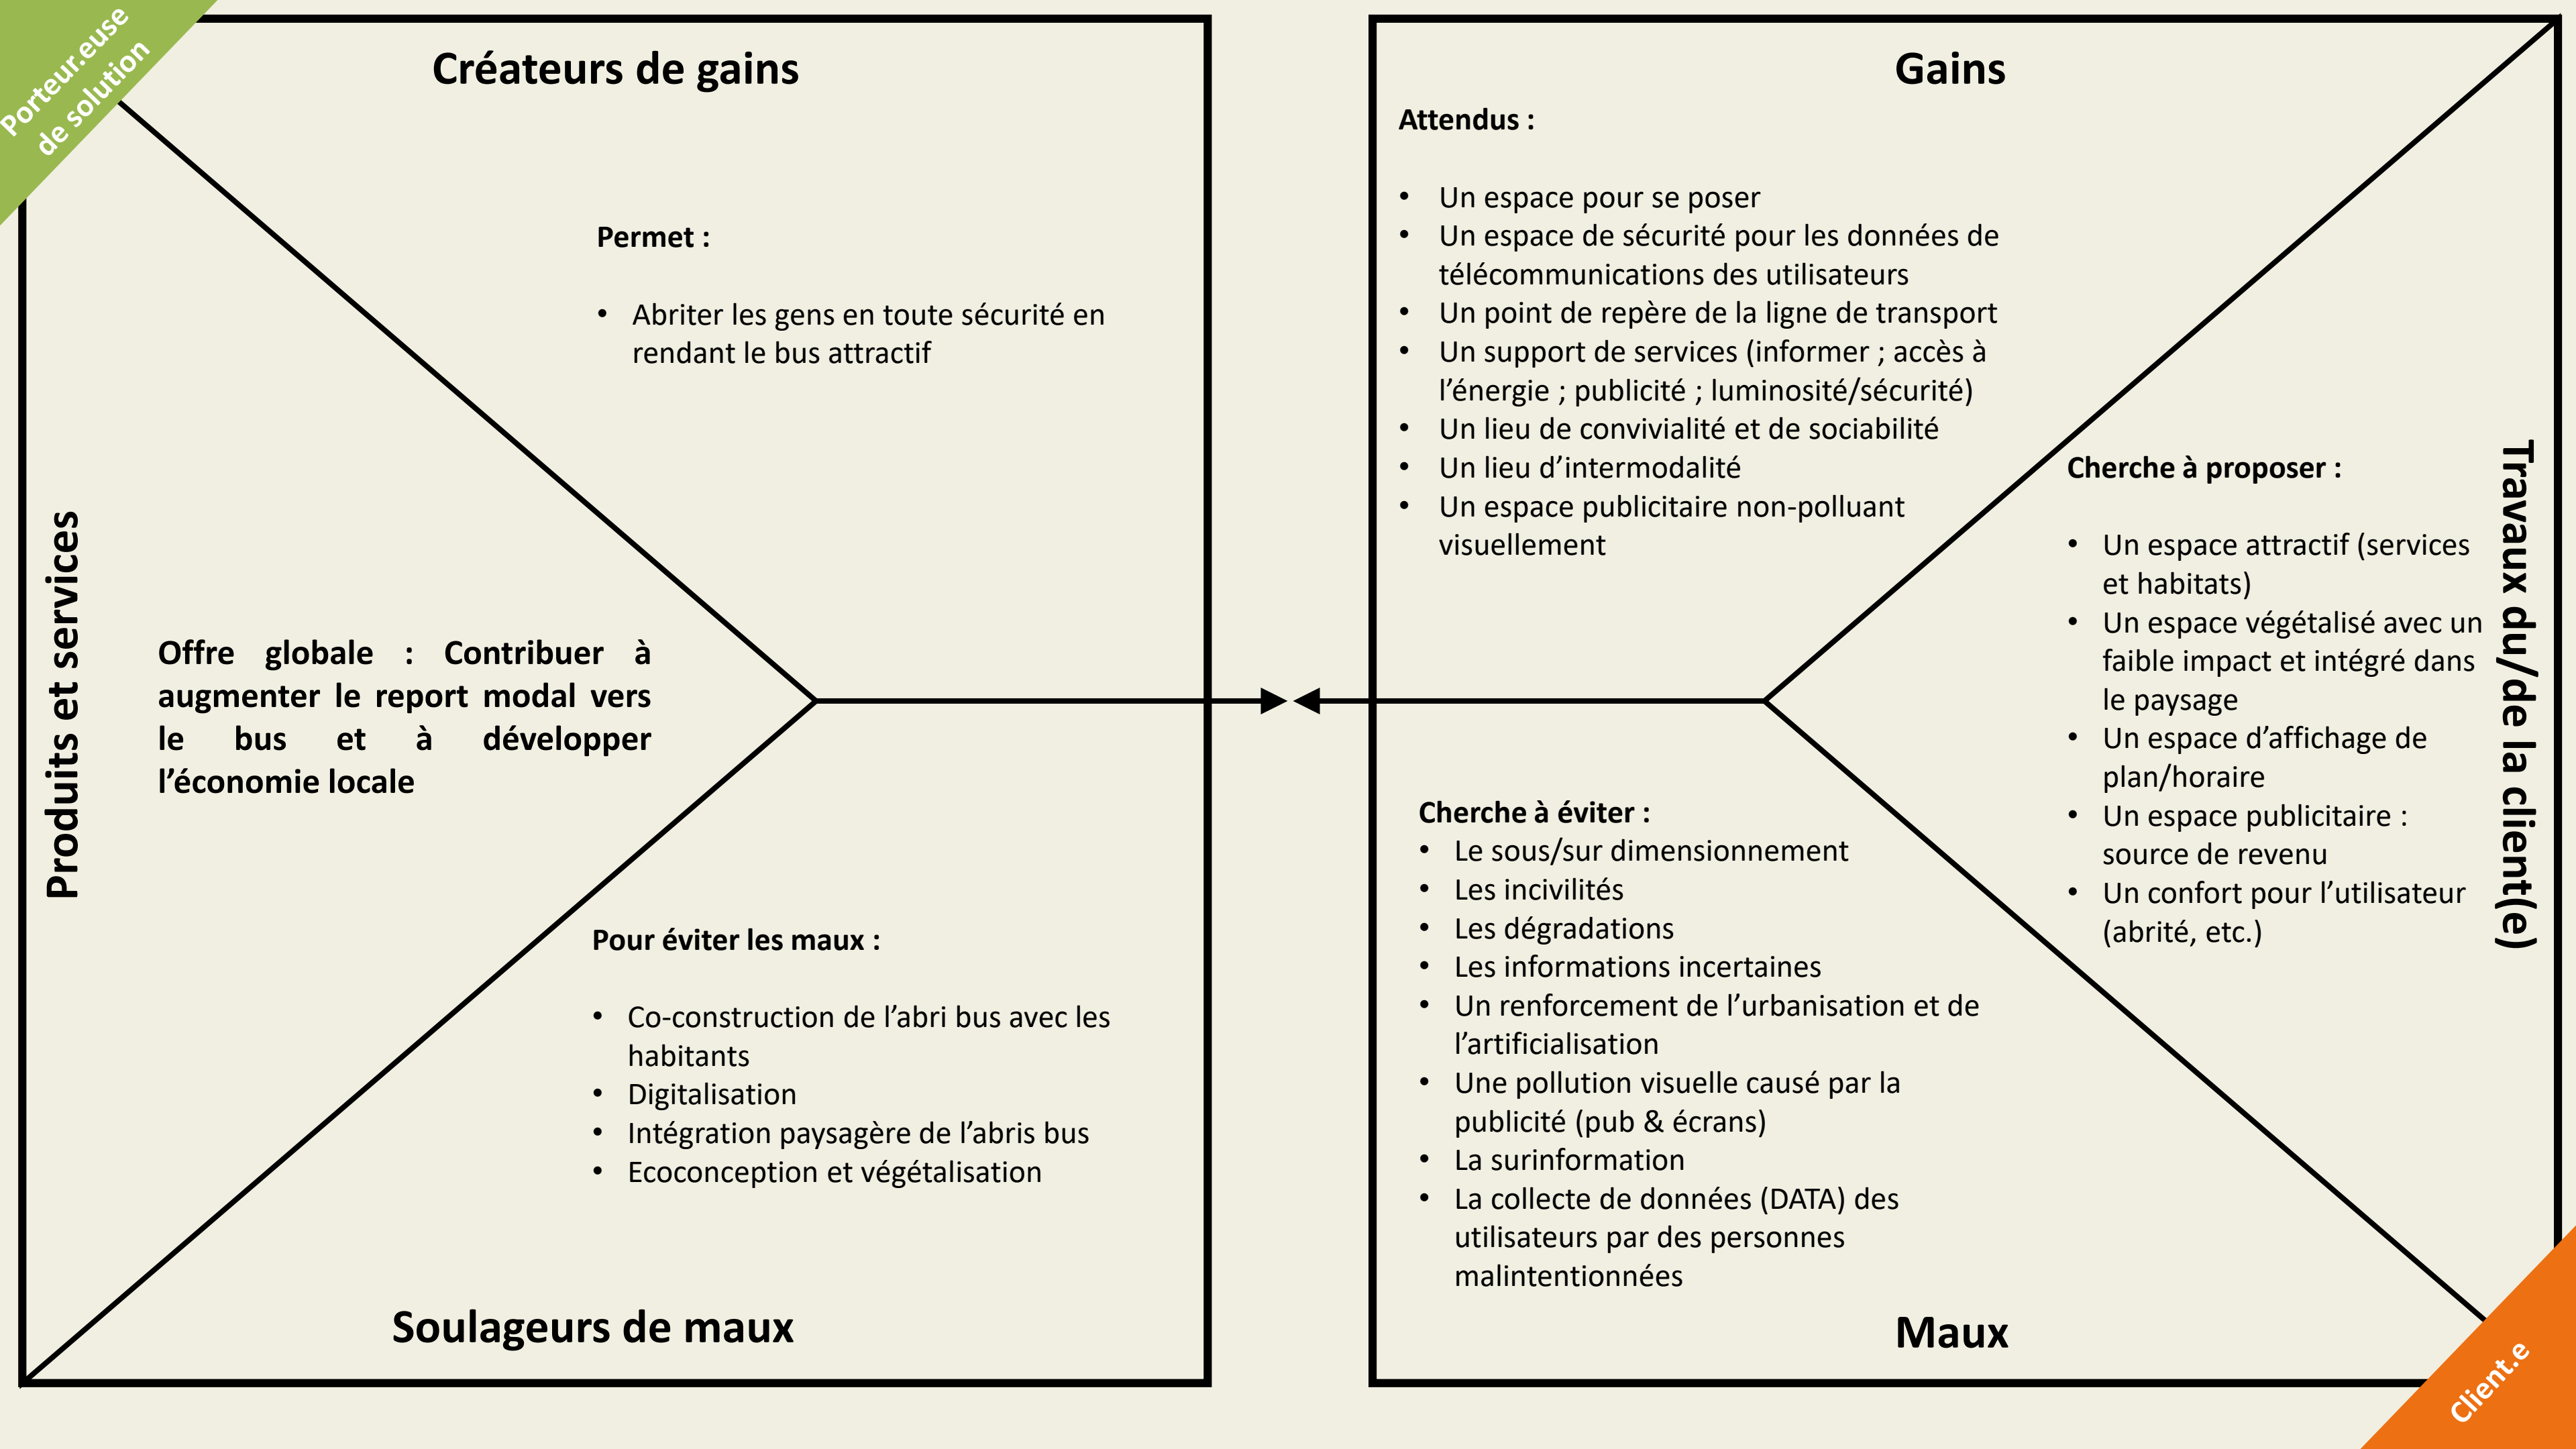 Porteur.euse
de solution
Créateurs de gains
Permet :
• Abriter les gens en toute sécurité en
rendant le bus attractif
Produits et services
Offre globale : Contribuer à
augmenter le report modal vers
le bus et à développer
l’économie locale
Pour éviter les maux :
• Co-construction de l’abri bus avec les
habitants
• Digitalisation
• Intégration paysagère de l’abris bus
• Ecoconception et végétalisation
Soulageurs de maux
Gains
Attendus :
• Un espace pour se poser
• Un espace de sécurité pour les données de
télécommunications des utilisateurs
• Un point de repère de la ligne de transport
• Un support de services (informer ; accès à
l’énergie ; publicité ; luminosité/sécurité)
• Un lieu de convivialité et de sociabilité
• Un lieu d’intermodalité
• Un espace publicitaire non-polluant
visuellement
Cherche à proposer :
• Un espace attractif (services
et habitats)
• Un espace végétalisé avec un
faible impact et intégré dans
le paysage
• Un espace d’affichage de
plan/horaire
• Un espace publicitaire :
source de revenu
• Un confort pour l’utilisateur
(abrité, etc.)
Travaux du/de la client(e)
Cherche à éviter :
• Le sous/sur dimensionnement
• Les incivilités
• Les dégradations
• Les informations incertaines
• Un renforcement de l’urbanisation et de
l’artificialisation
• Une pollution visuelle causé par la
publicité (pub & écrans)
• La surinformation
• La collecte de données (DATA) des
utilisateurs par des personnes
malintentionnées
Maux
Client.e